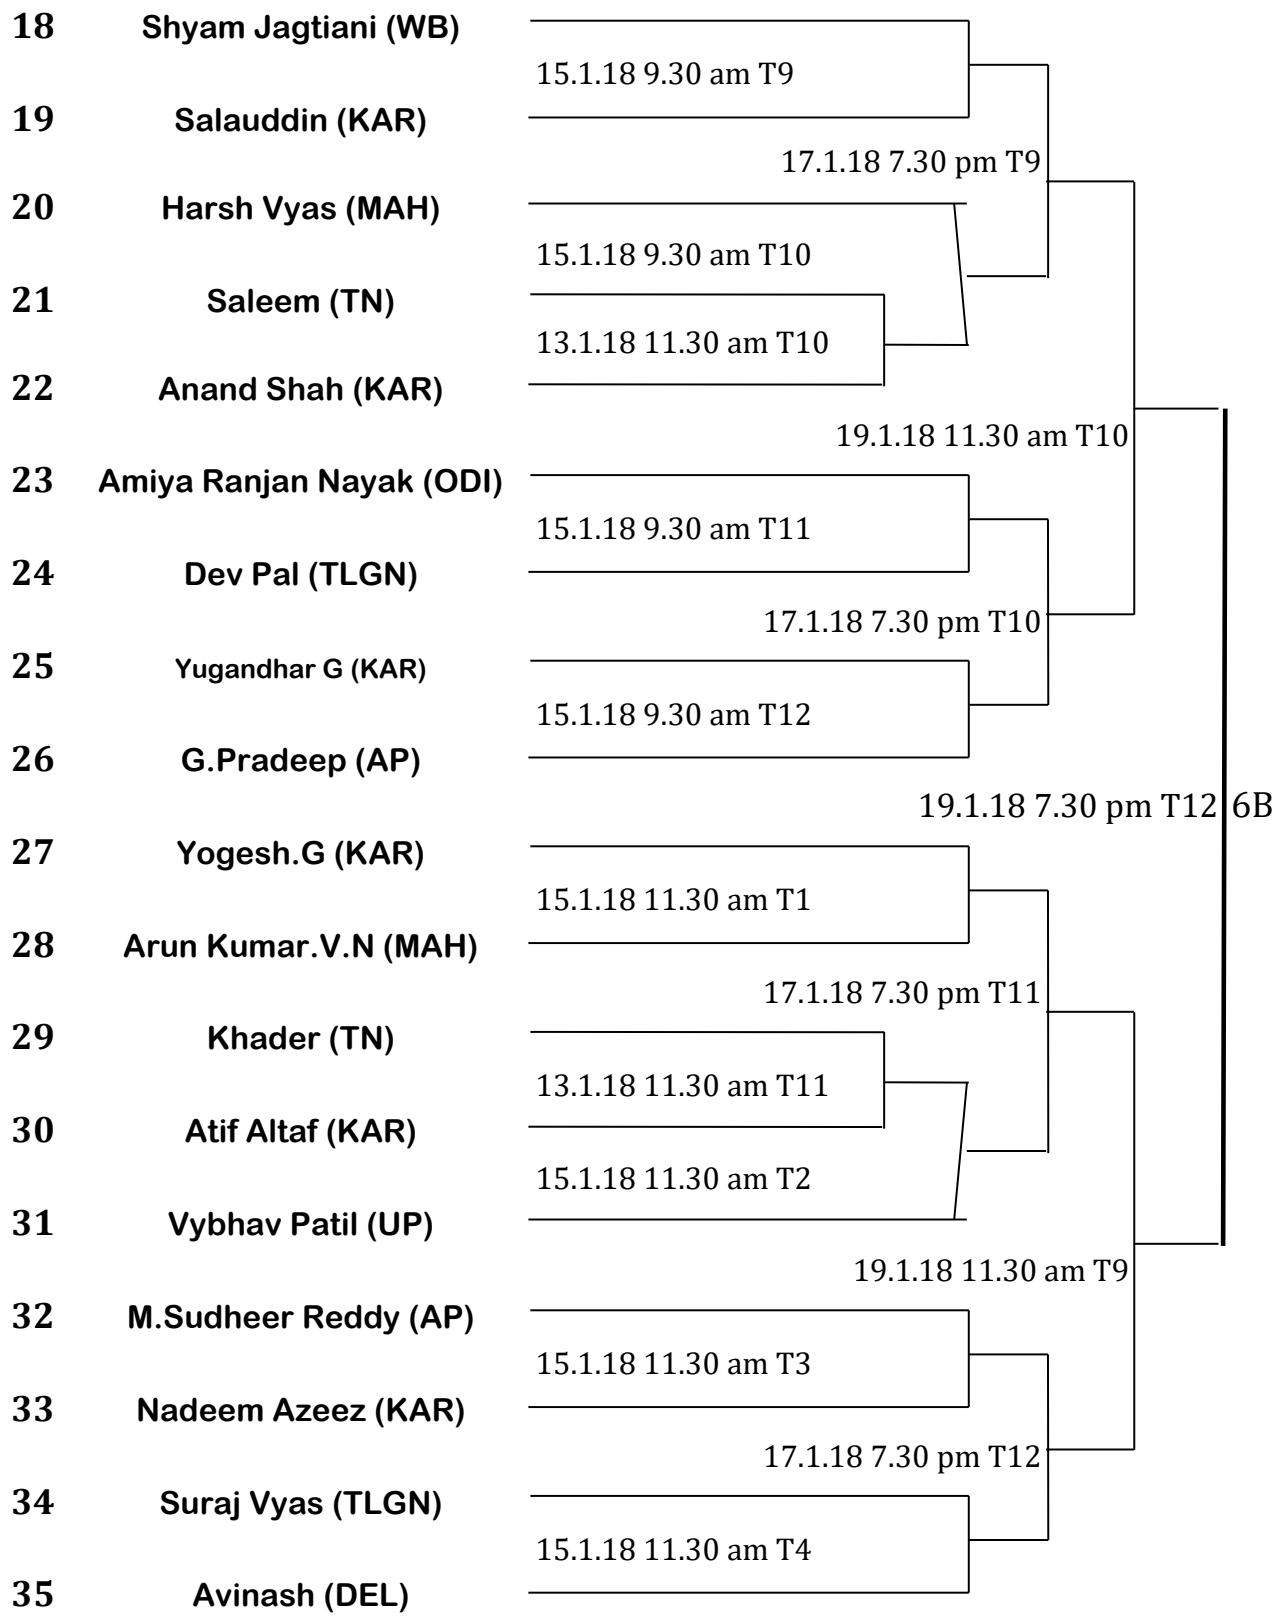 18 Shyam Jagtiani (WB)
15.1.18 9.30 am T9
19 Salauddin (KAR)
17.1.18 7.30 pm T9
20 Harsh Vyas (MAH)
15.1.18 9.30 am T10
21 Saleem (TN)
13.1.18 11.30 am T10
22 Anand Shah (KAR)
19.1.18 11.30 am T10
23 Amiya Ranjan Nayak (ODI)
15.1.18 9.30 am T11
24 Dev Pal (TLGN)
17.1.18 7.30 pm T10
25 Yugandhar G (KAR)
15.1.18 9.30 am T12
26 G.Pradeep (AP)
19.1.18 7.30 pm T12 6B
27 Yogesh.G (KAR)
15.1.18 11.30 am T1
28 Arun Kumar.V.N (MAH)
17.1.18 7.30 pm T11
29 Khader (TN)
13.1.18 11.30 am T11
30 Atif Altaf (KAR)
15.1.18 11.30 am T2
31 Vybhav Patil (UP)
19.1.18 11.30 am T9
32 M.Sudheer Reddy (AP)
15.1.18 11.30 am T3
33 Nadeem Azeez (KAR)
17.1.18 7.30 pm T12
34 Suraj Vyas (TLGN)
15.1.18 11.30 am T4
35 Avinash (DEL)